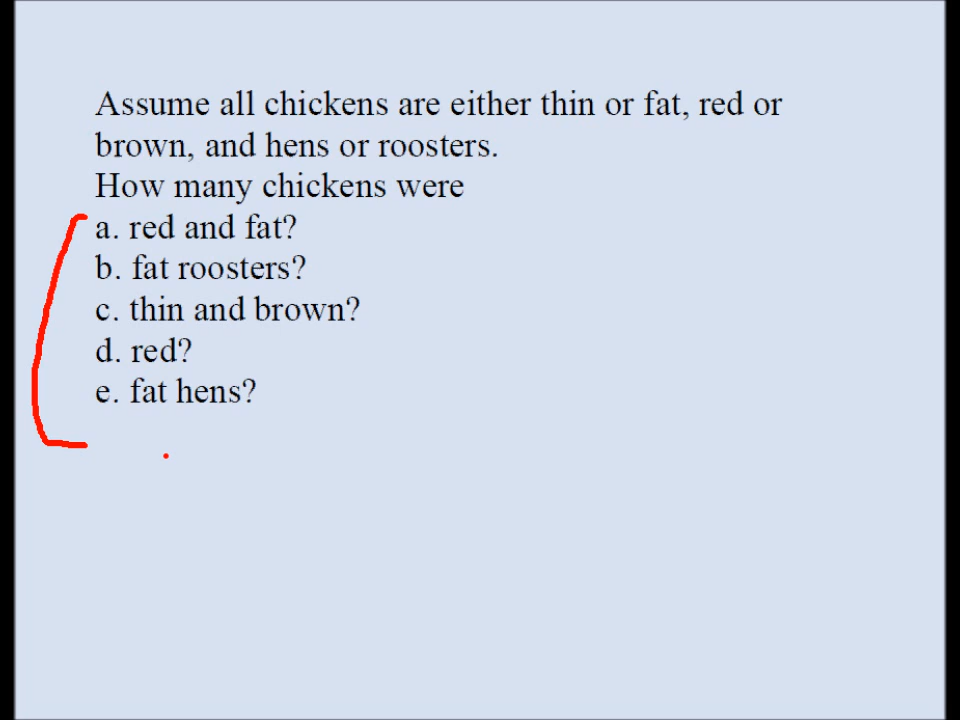 Assume all chickens are either thin or fat, red or
brown, and hens or roosters.
How many chickens were
a. red and fat?
b. fat roosters?
c. thin and brown?
d. red?
e. fat hens?